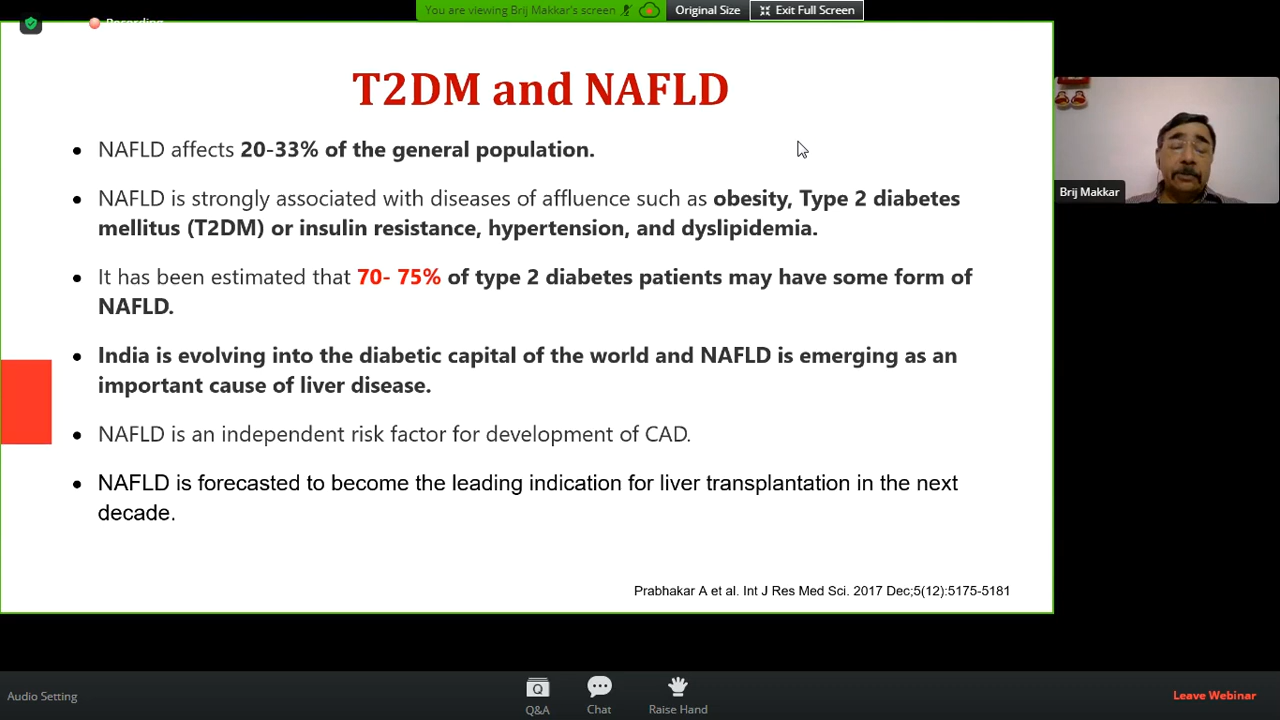 You are viewing Brij Makkar's screen
Original Size
Exit Full Screen
Recording
T2DM and NAFLD
• NAFLD affects 20-33% of the general population.
• NAFLD is strongly associated with diseases of affluence such as obesity, Type 2 diabetes
mellitus (T2DM) or insulin resistance, hypertension, and dyslipidemia.
• It has been estimated that 70- 75% of type 2 diabetes patients may have some form of
NAFLD.
• India is evolving into the diabetic capital of the world and NAFLD is emerging as an
important cause of liver disease.
• NAFLD is an independent risk factor for development of CAD.
• NAFLD is forecasted to become the leading indication for liver transplantation in the next
decade.
Prabhakar A et al. Int J Res Med Sci. 2017 Dec;5(12):5175-5181
Brij Makkar
Audio Setting
Q
Q&A
Chat
Raise Hand
Leave Webinar